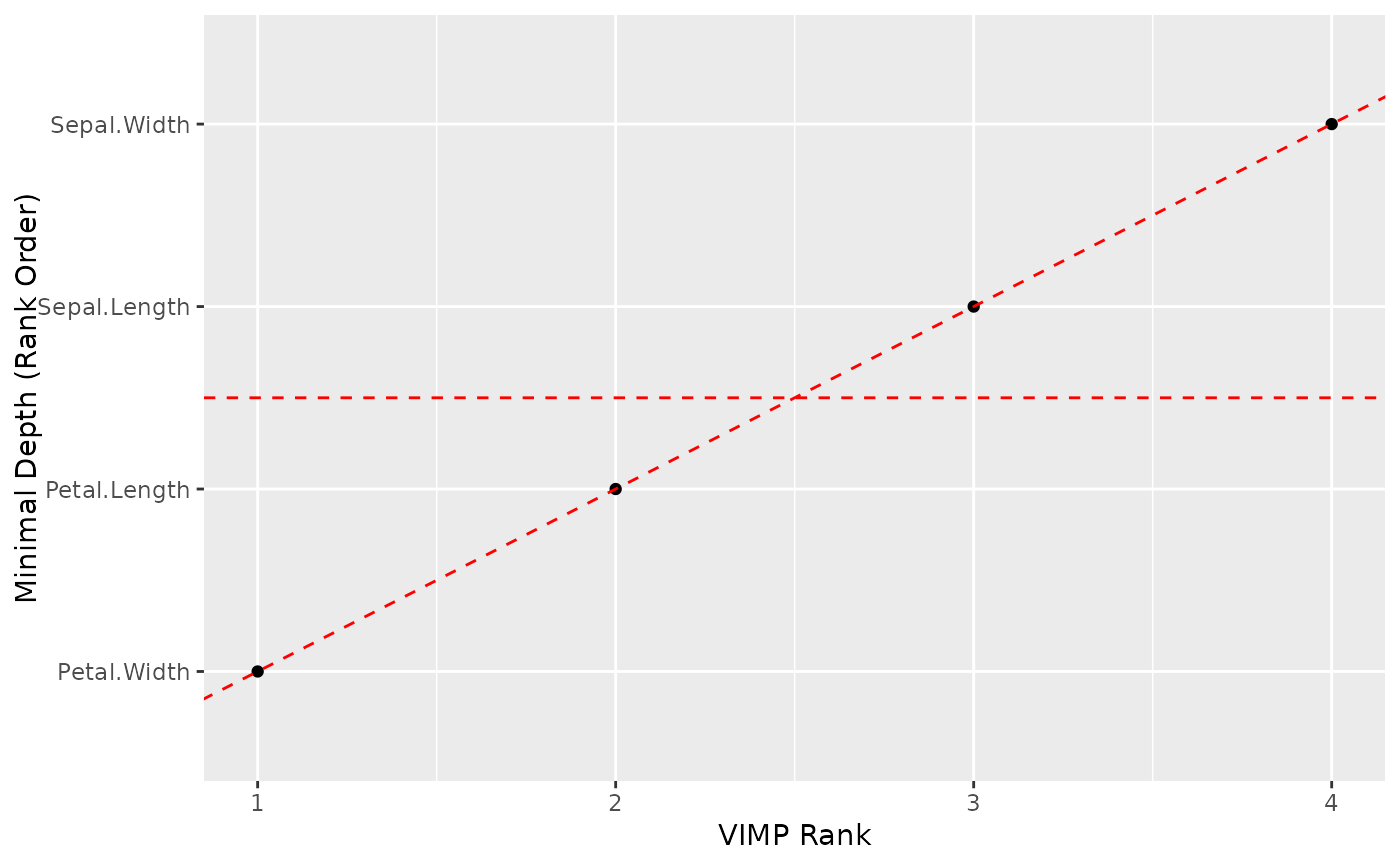 Minimal Depth (Rank Order)
Sepal.Width
Sepal.Length
Petal.Length
Petal.Width
1 2 3 4
VIMP Rank